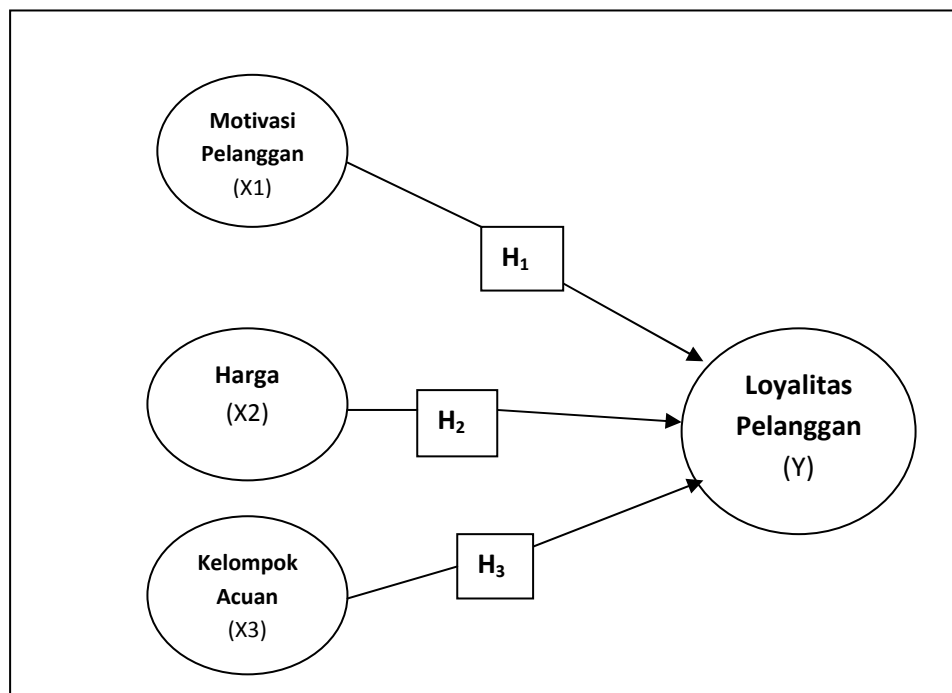 Motivasi
Pelanggan
(X1)
H₁
Harga
(X2)
H₂
Loyalitas
Pelanggan
(Y)
Kelompok
Acuan
(X3)
H₃